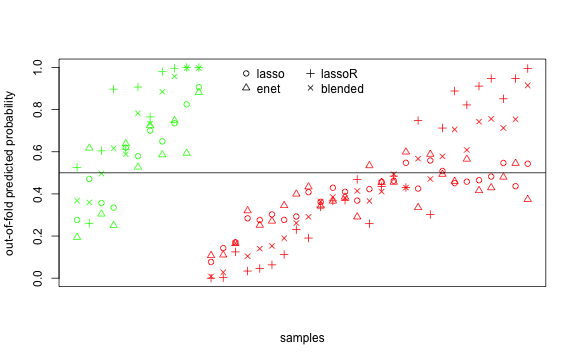 lasso
lassoR
enet
blended
out-of-fold predicted probability
1.0
0.8
0.6
0.4
0.2
0.0
samples